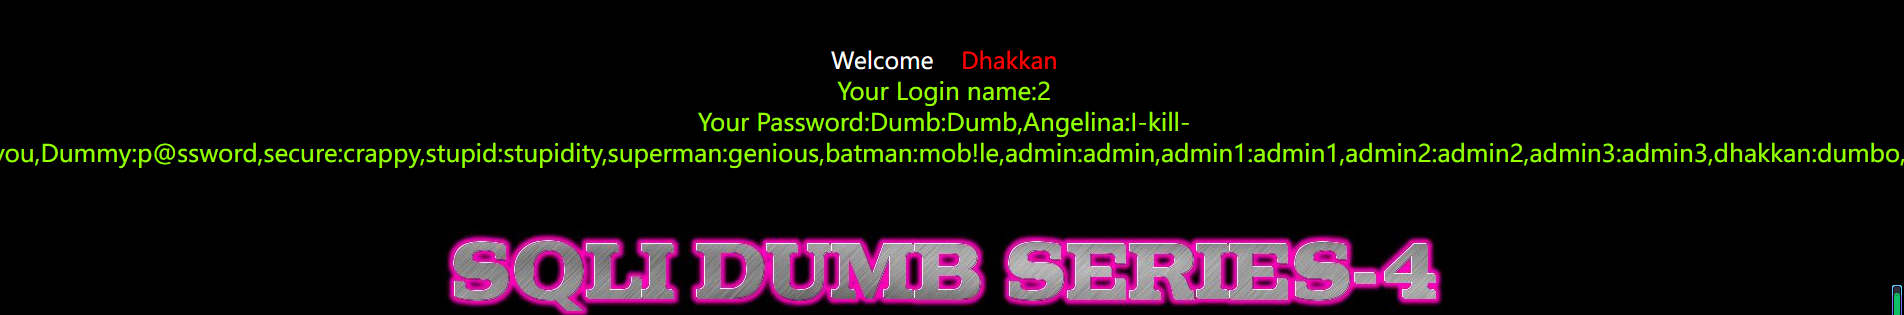 Welcome Dhakkan
Your Login name:2
Your Password:Dumb:Dumb,Angelina:I-kill-
you,Dummy:p@ssword,secure:crappy,stupid:stupidity,superman:genious,batman:mob!le,admin:admin,admin1:admin1,admin2:admin2,admin3:admin3,dhakkan:dumbo,
SQLI DUMB SERIES-4